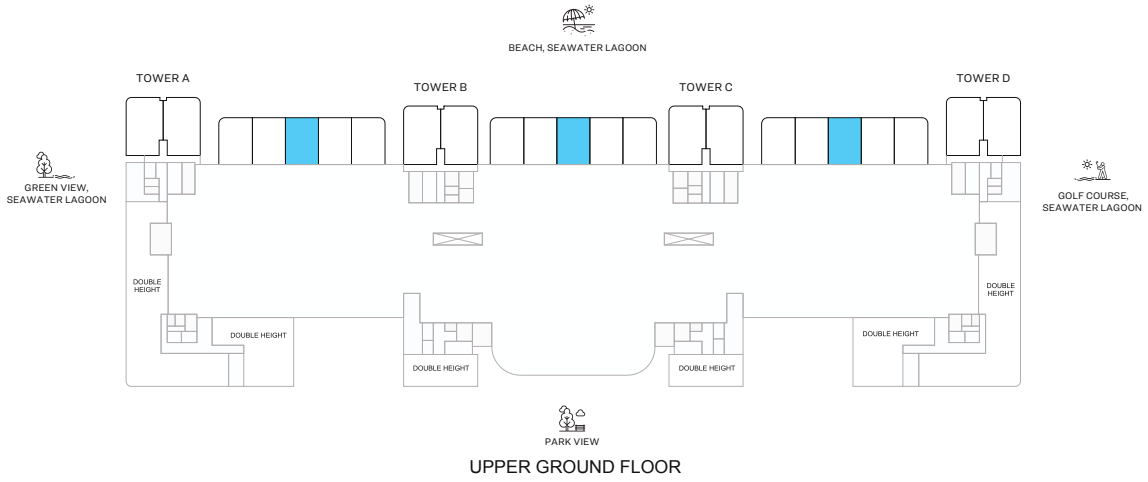 BEACH, SEAWATER LAGOON
TOWER A
TOWER B
TOWER C
TOWER D
GREEN VIEW,
SEAWATER LAGOON
GOLF COURSE,
SEAWATER LAGOON
DOUBLE
HEIGHT
DOUBLE
HEIGHT
DOUBLE HEIGHT
DOUBLE HEIGHT
DOUBLE HEIGHT
DOUBLE HEIGHT
PARK VIEW
UPPER GROUND FLOOR